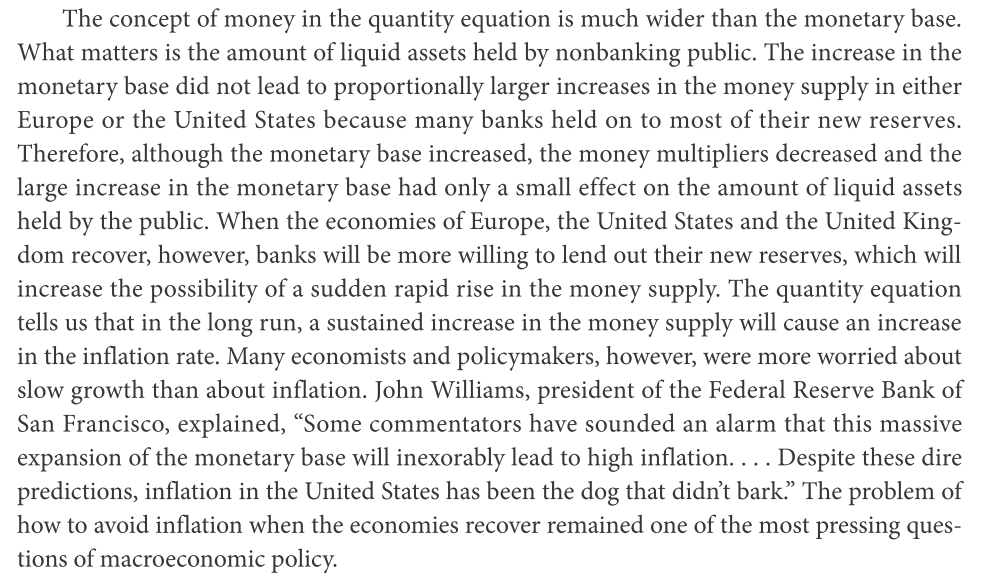 The concept of money in the quantity equation is much wider than the monetary base.
What matters is the amount of liquid assets held by nonbanking public. The increase in the
monetary base did not lead to proportionally larger increases in the money supply in either
Europe or the United States because many banks held on to most of their new reserves.
Therefore, although the monetary base increased, the money multipliers decreased and the
large increase in the monetary base had only a small effect on the amount of liquid assets
held by the public. When the economies of Europe, the United States and the United King-
dom recover, however, banks will be more willing to lend out their new reserves, which will
increase the possibility of a sudden rapid rise in the money supply. The quantity equation
tells us that in the long run, a sustained increase in the money supply will cause an increase
in the inflation rate. Many economists and policymakers, however, were more worried about
slow growth than about inflation. John Williams, president of the Federal Reserve Bank of
San Francisco, explained, “Some commentators have sounded an alarm that this massive
expansion of the monetary base will inexorably lead to high inflation. . . . Despite these dire
predictions, inflation in the United States has been the dog that didn’t bark.” The problem of
how to avoid inflation when the economies recover remained one of the most pressing ques-
tions of macroeconomic policy.